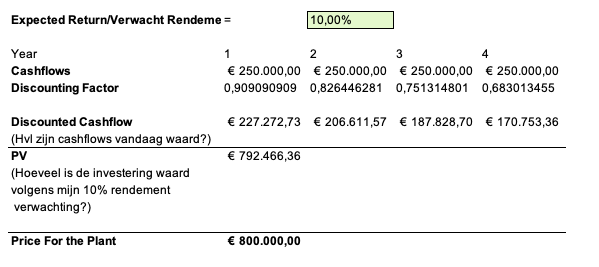 Expected Return/Verwacht Rendeme = 10,00%
Year 1 2 3 4
Cashflows € 250.000,00 € 250.000,00 € 250.000,00 € 250.000,00
Discounting Factor 0,909090909 0,826446281 0,751314801 0,683013455
Discounted Cashflow € 227.272,73 € 206.611,57 € 187.828,70 € 170.753,36
(Hvl zijn cashflows vandaag waard?)
PV € 792.466,36
(Hoeveel is de investering waard
volgens mijn 10% rendement
verwachting?)
Price For the Plant € 800.000,00